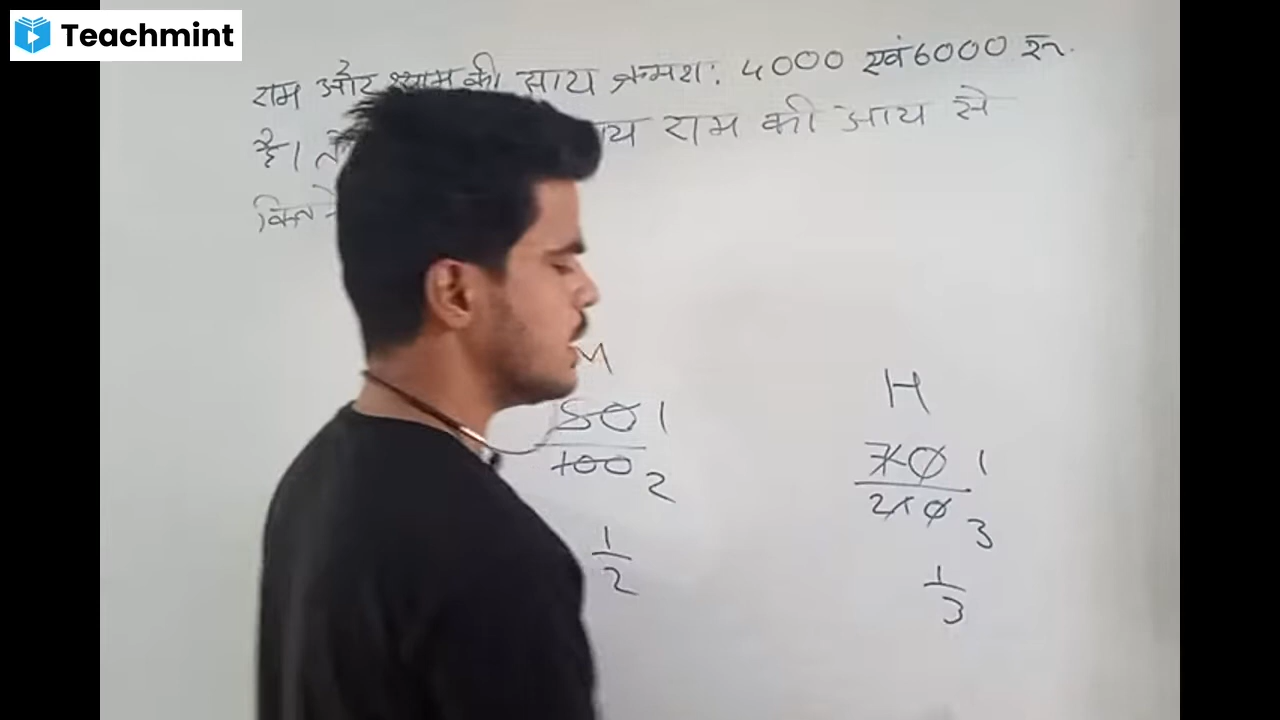 Teachmint
राम और श्याम की आय क्रमश: 4000 एवं 6000 रू.
है। राम की आय से
M
50 1
100 2
1
2
H
70 1
210 3
1
3